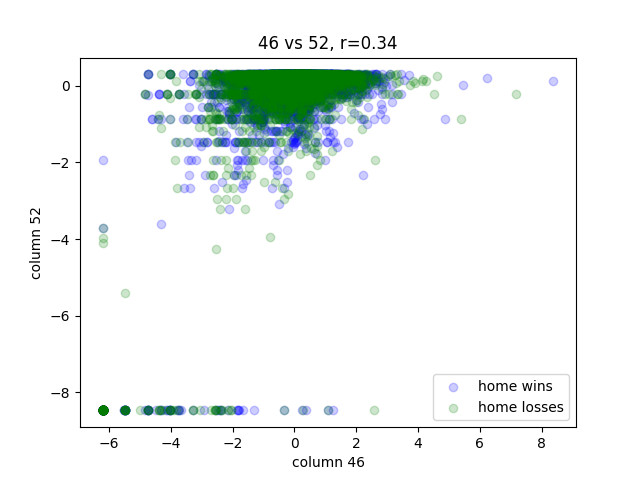 46 vs 52, r=0.34
0
−2
−4
−6
−8
column 52
home wins
home losses
−6 −4 −2 0 2 4 6 8
column 46